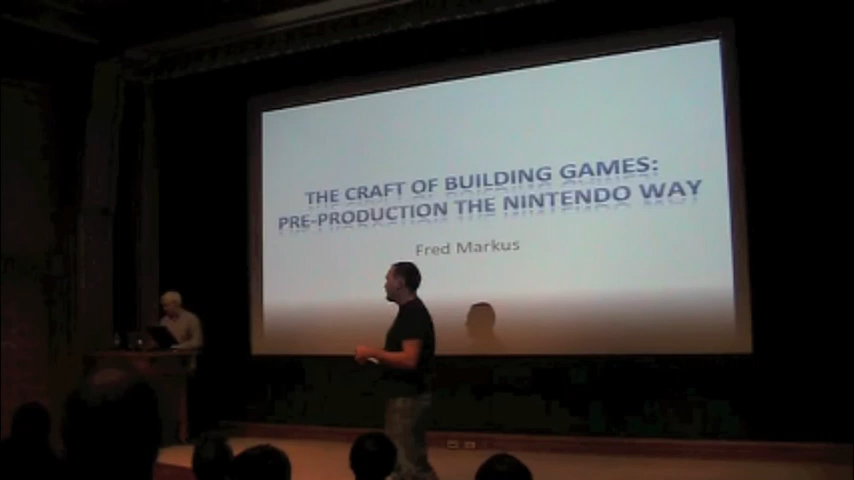 THE CRAFT OF BUILDING GAMES:
PRE-PRODUCTION THE NINTENDO WAY
Fred Markus